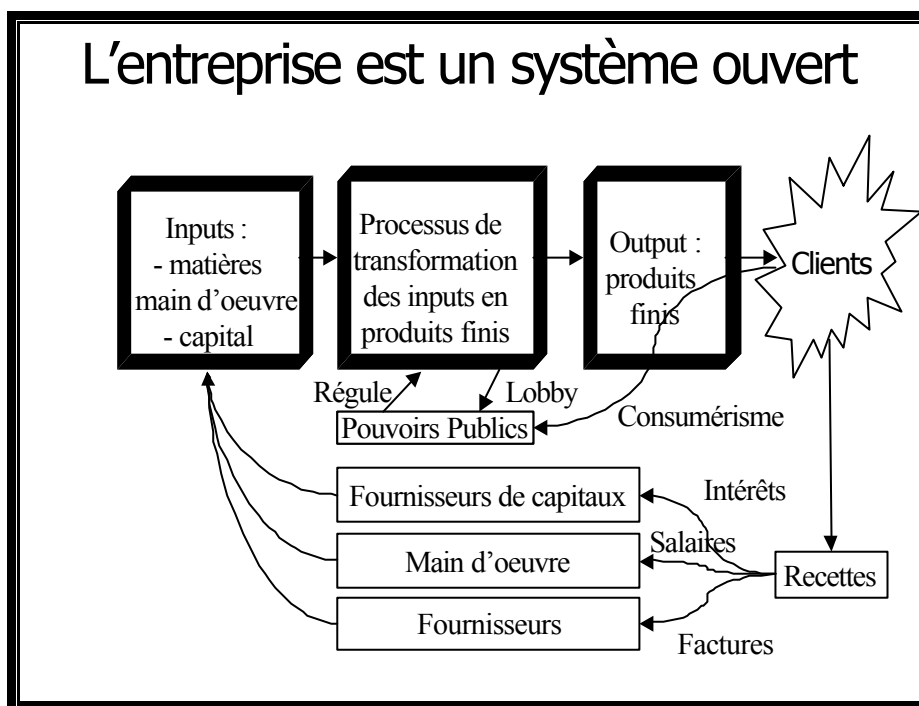 L’entreprise est un système ouvert
Inputs :
- matières
main d’oeuvre
- capital
Processus de
transformation
des inputs en
produits finis
Output :
produits
finis
Clients
Régule
Lobby
Consumérisme
Pouvoirs Publics
Fournisseurs de capitaux
Intérêts
Main d’oeuvre
Salaires
Recettes
Fournisseurs
Factures